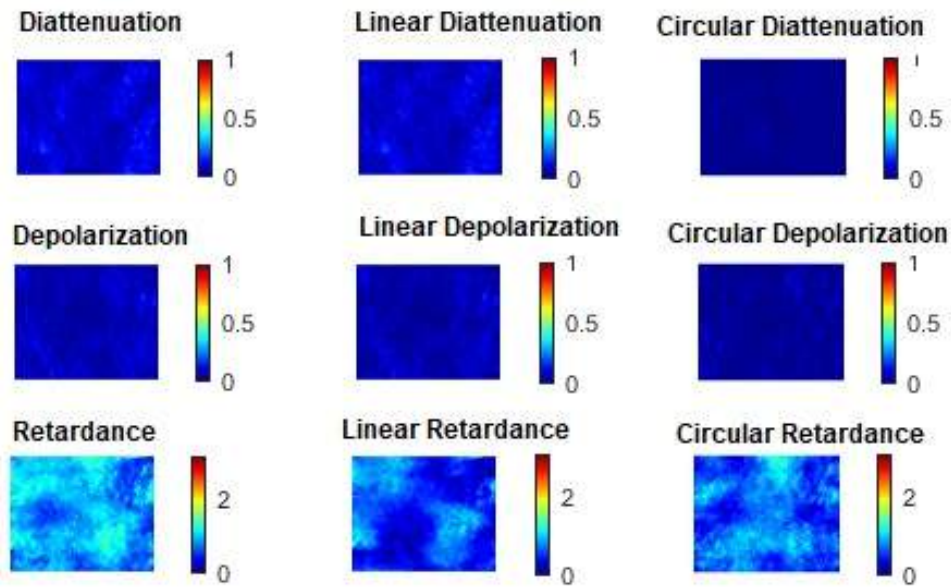 Diattenuation
Linear Diattenuation
Circular Diattenuation
1
0.5
0
1
0.5
0
0.5
0
Depolarization
Linear Depolarization
Circular Depolarization
1
0.5
0
1
0.5
0
1
0.5
0
Retardance
Linear Retardance
Circular Retardance
2
0
2
0
2
0